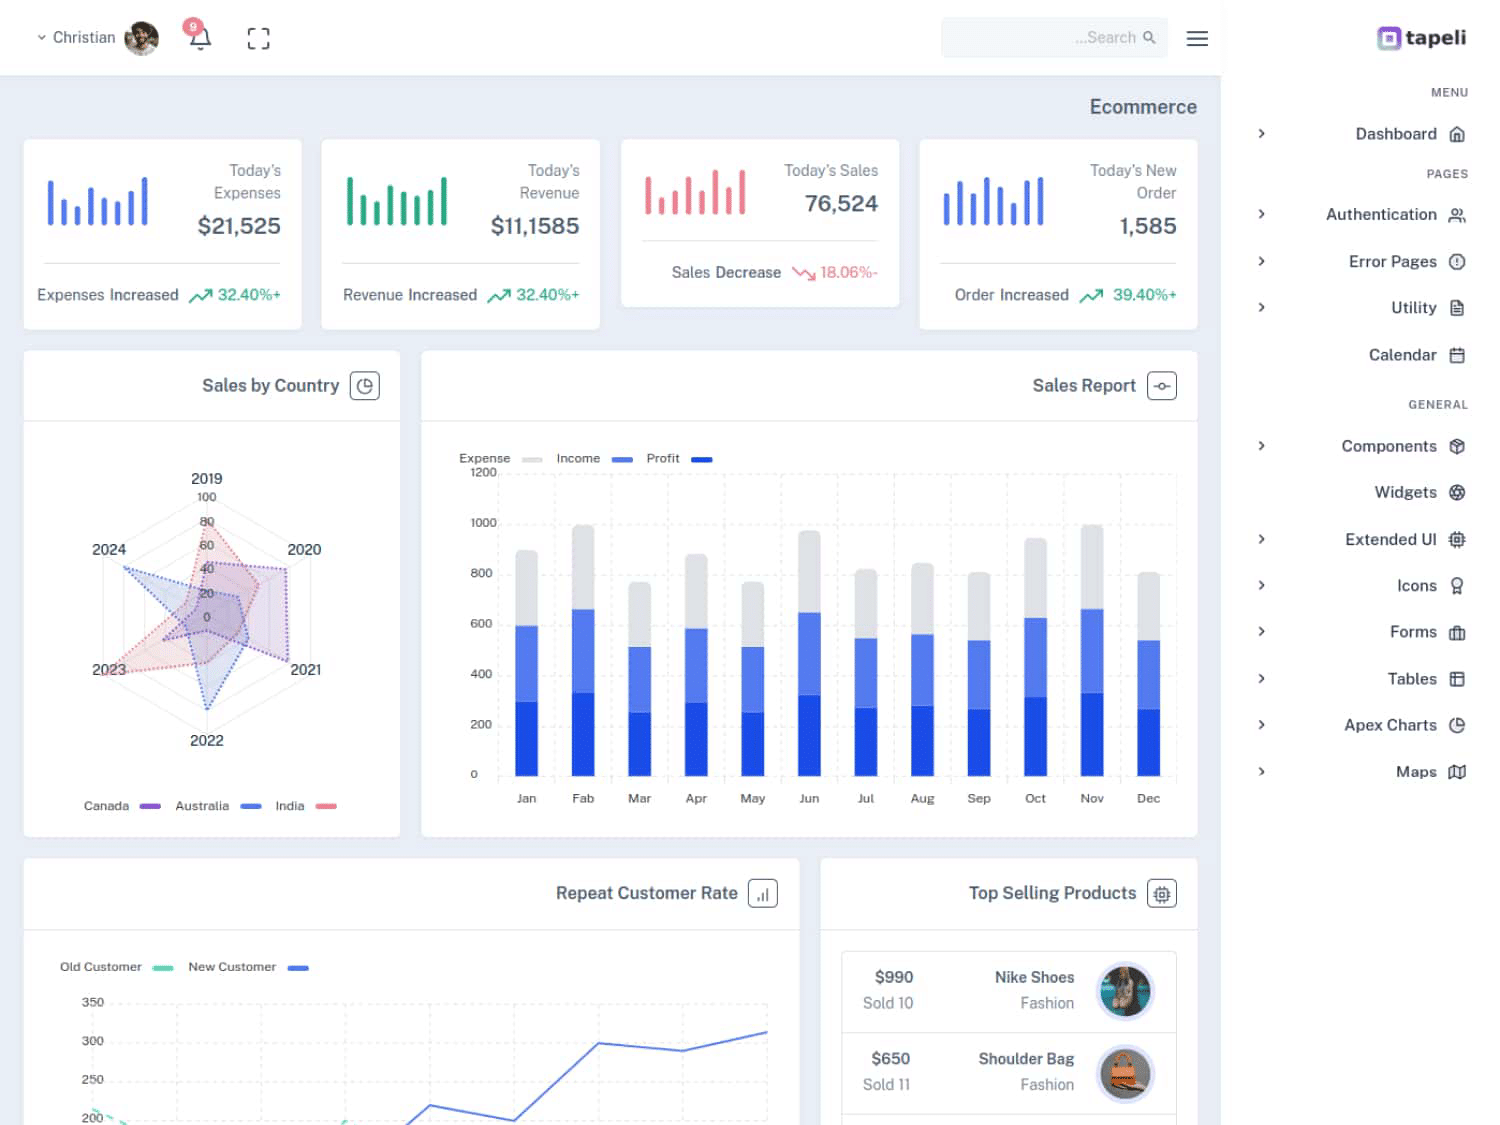 Christian
9
...Search
tapeli
MENU
Dashboard
PAGES
Authentication
Error Pages
Utility
Calendar
GENERAL
Components
Widgets
Extended UI
Icons
Forms
Tables
Apex Charts
Maps
Ecommerce
Today's
Expenses
$21,525
Expenses Increased 32.40%+
Today's
Revenue
$11,1585
Revenue Increased 32.40%+
Today's Sales
76,524
Sales Decrease 18.06%-
Today's New
Order
1,585
Order Increased 39.40%+
Sales by Country
2019
100
80
60
40
20
0
2020
2021
2022
2023
2024
Canada Australia India
Sales Report
Expense Income Profit
1200
1000
800
600
400
200
0
Jan Fab Mar Apr May Jun Jul Aug Sep Oct Nov Dec
Repeat Customer Rate
Old Customer New Customer
350
300
250
200
Top Selling Products
$990 Nike Shoes
Sold 10 Fashion
$650 Shoulder Bag
Sold 11 Fashion